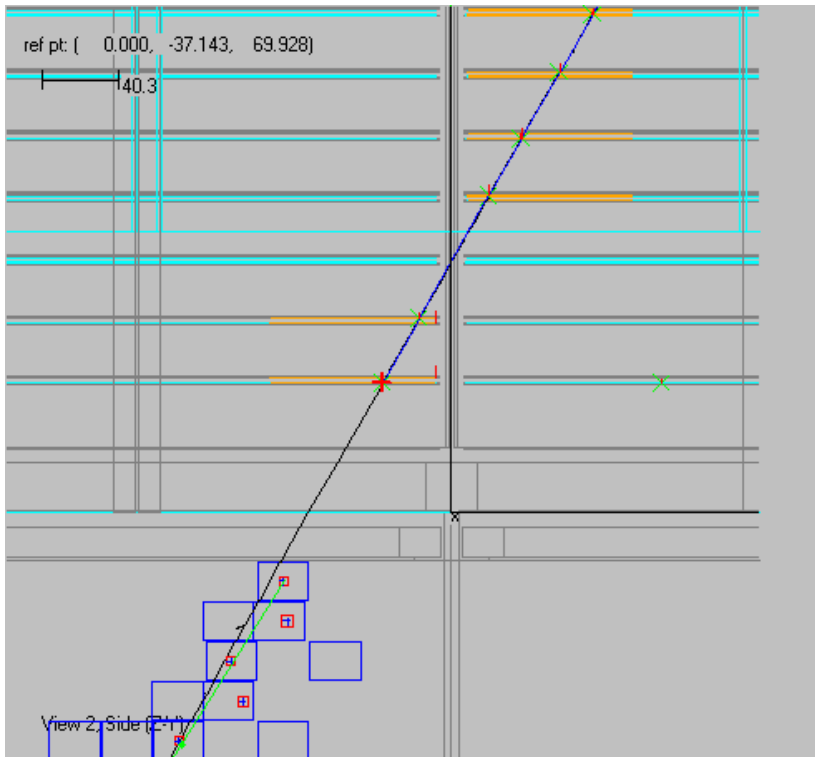 ref pt: ( 0.000, -37.143, 69.928)
40.3
x
View 2, Side (Z-Y)